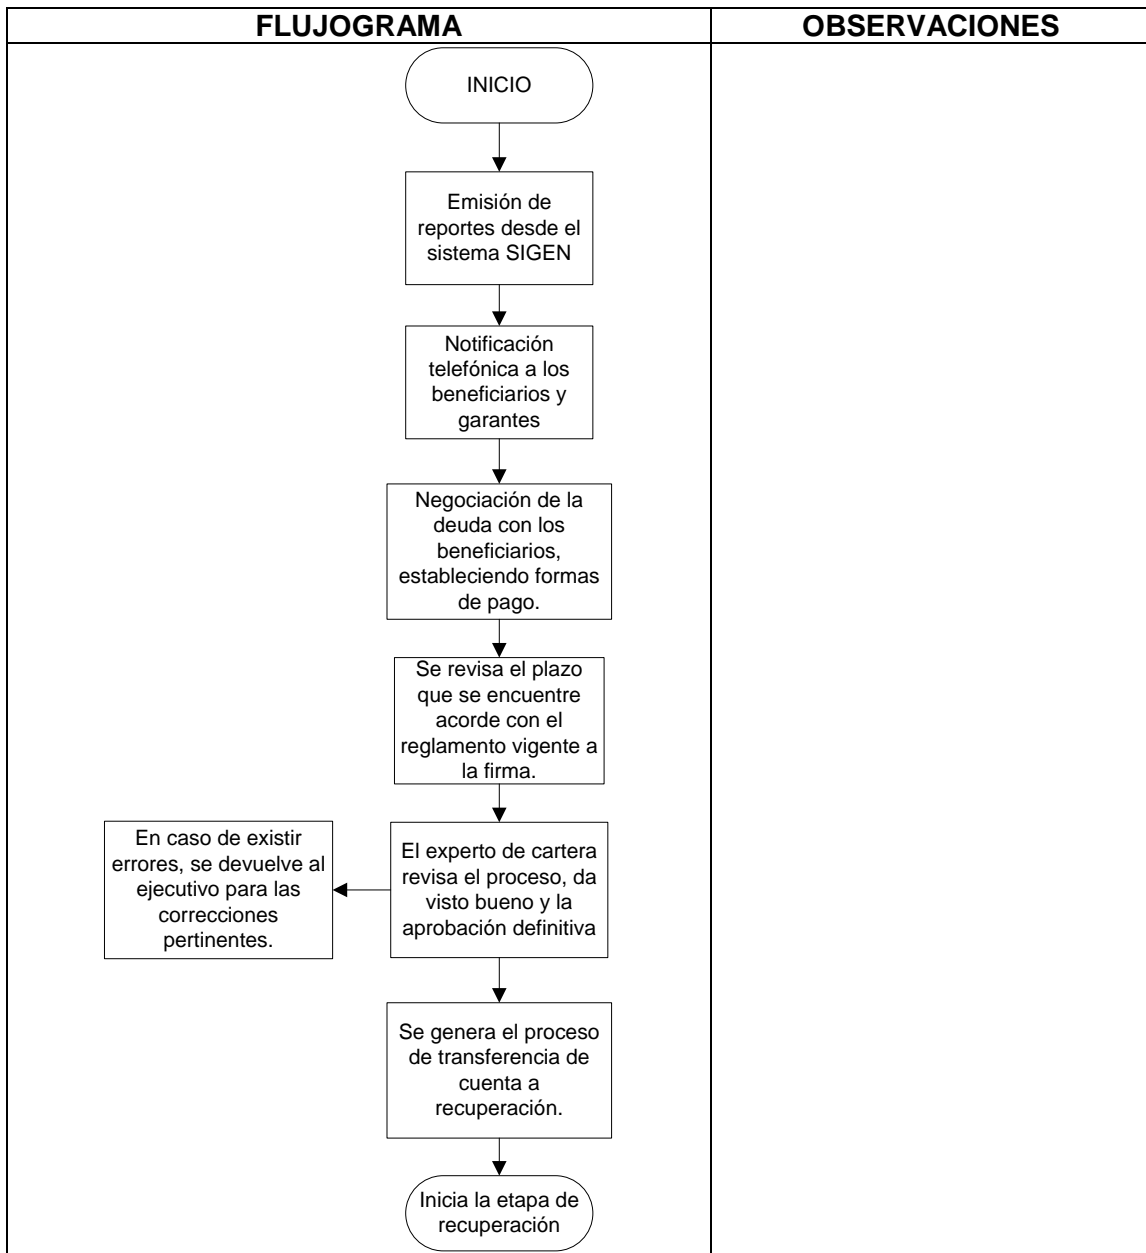 FLUJOGRAMA
OBSERVACIONES
INICIO
Emisión de
reportes desde el
sistema SIGEN
Notificación
telefónica a los
beneficiarios y
garantes
Negociación de la
deuda con los
beneficiarios,
estableciendo formas
de pago.
Se revisa el plazo
que se encuentre
acorde con el
reglamento vigente a
la firma.
En caso de existir
errores, se devuelve al
ejecutivo para las
correcciones
pertinentes.
El experto de cartera
revisa el proceso, da
visto bueno y la
aprobación definitiva
Se genera el proceso
de transferencia de
cuenta a
recuperación.
Inicia la etapa de
recuperación